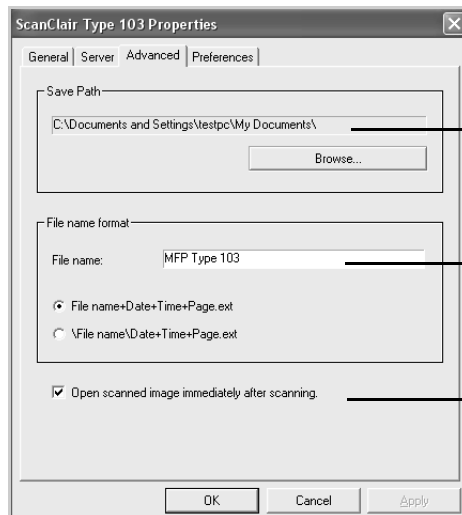 ScanClair Type 103 Properties
General Server Advanced Preferences
Save Path
C:\Documents and Settings\testpc\My Documents\
Browse...
File name format
File name: MFP Type 103
File name+Date+Time+Page.ext
\File name\Date+Time+Page.ext
Open scanned image immediately after scanning.
OK Cancel Apply